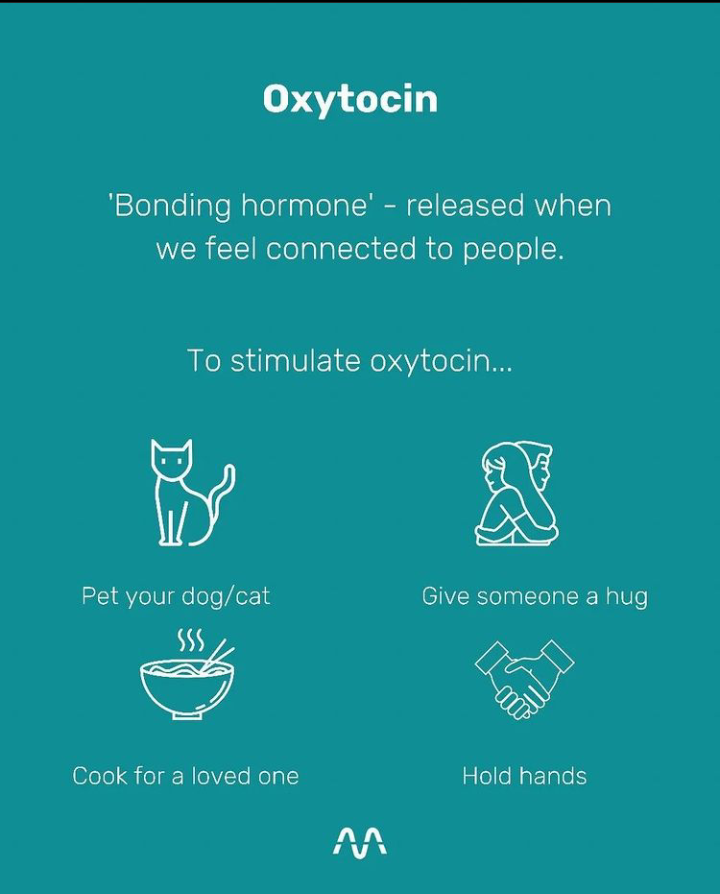 Oxytocin
'Bonding hormone' - released when
we feel connected to people.
To stimulate oxytocin...
Pet your dog/cat
Give someone a hug
Cook for a loved one
Hold hands